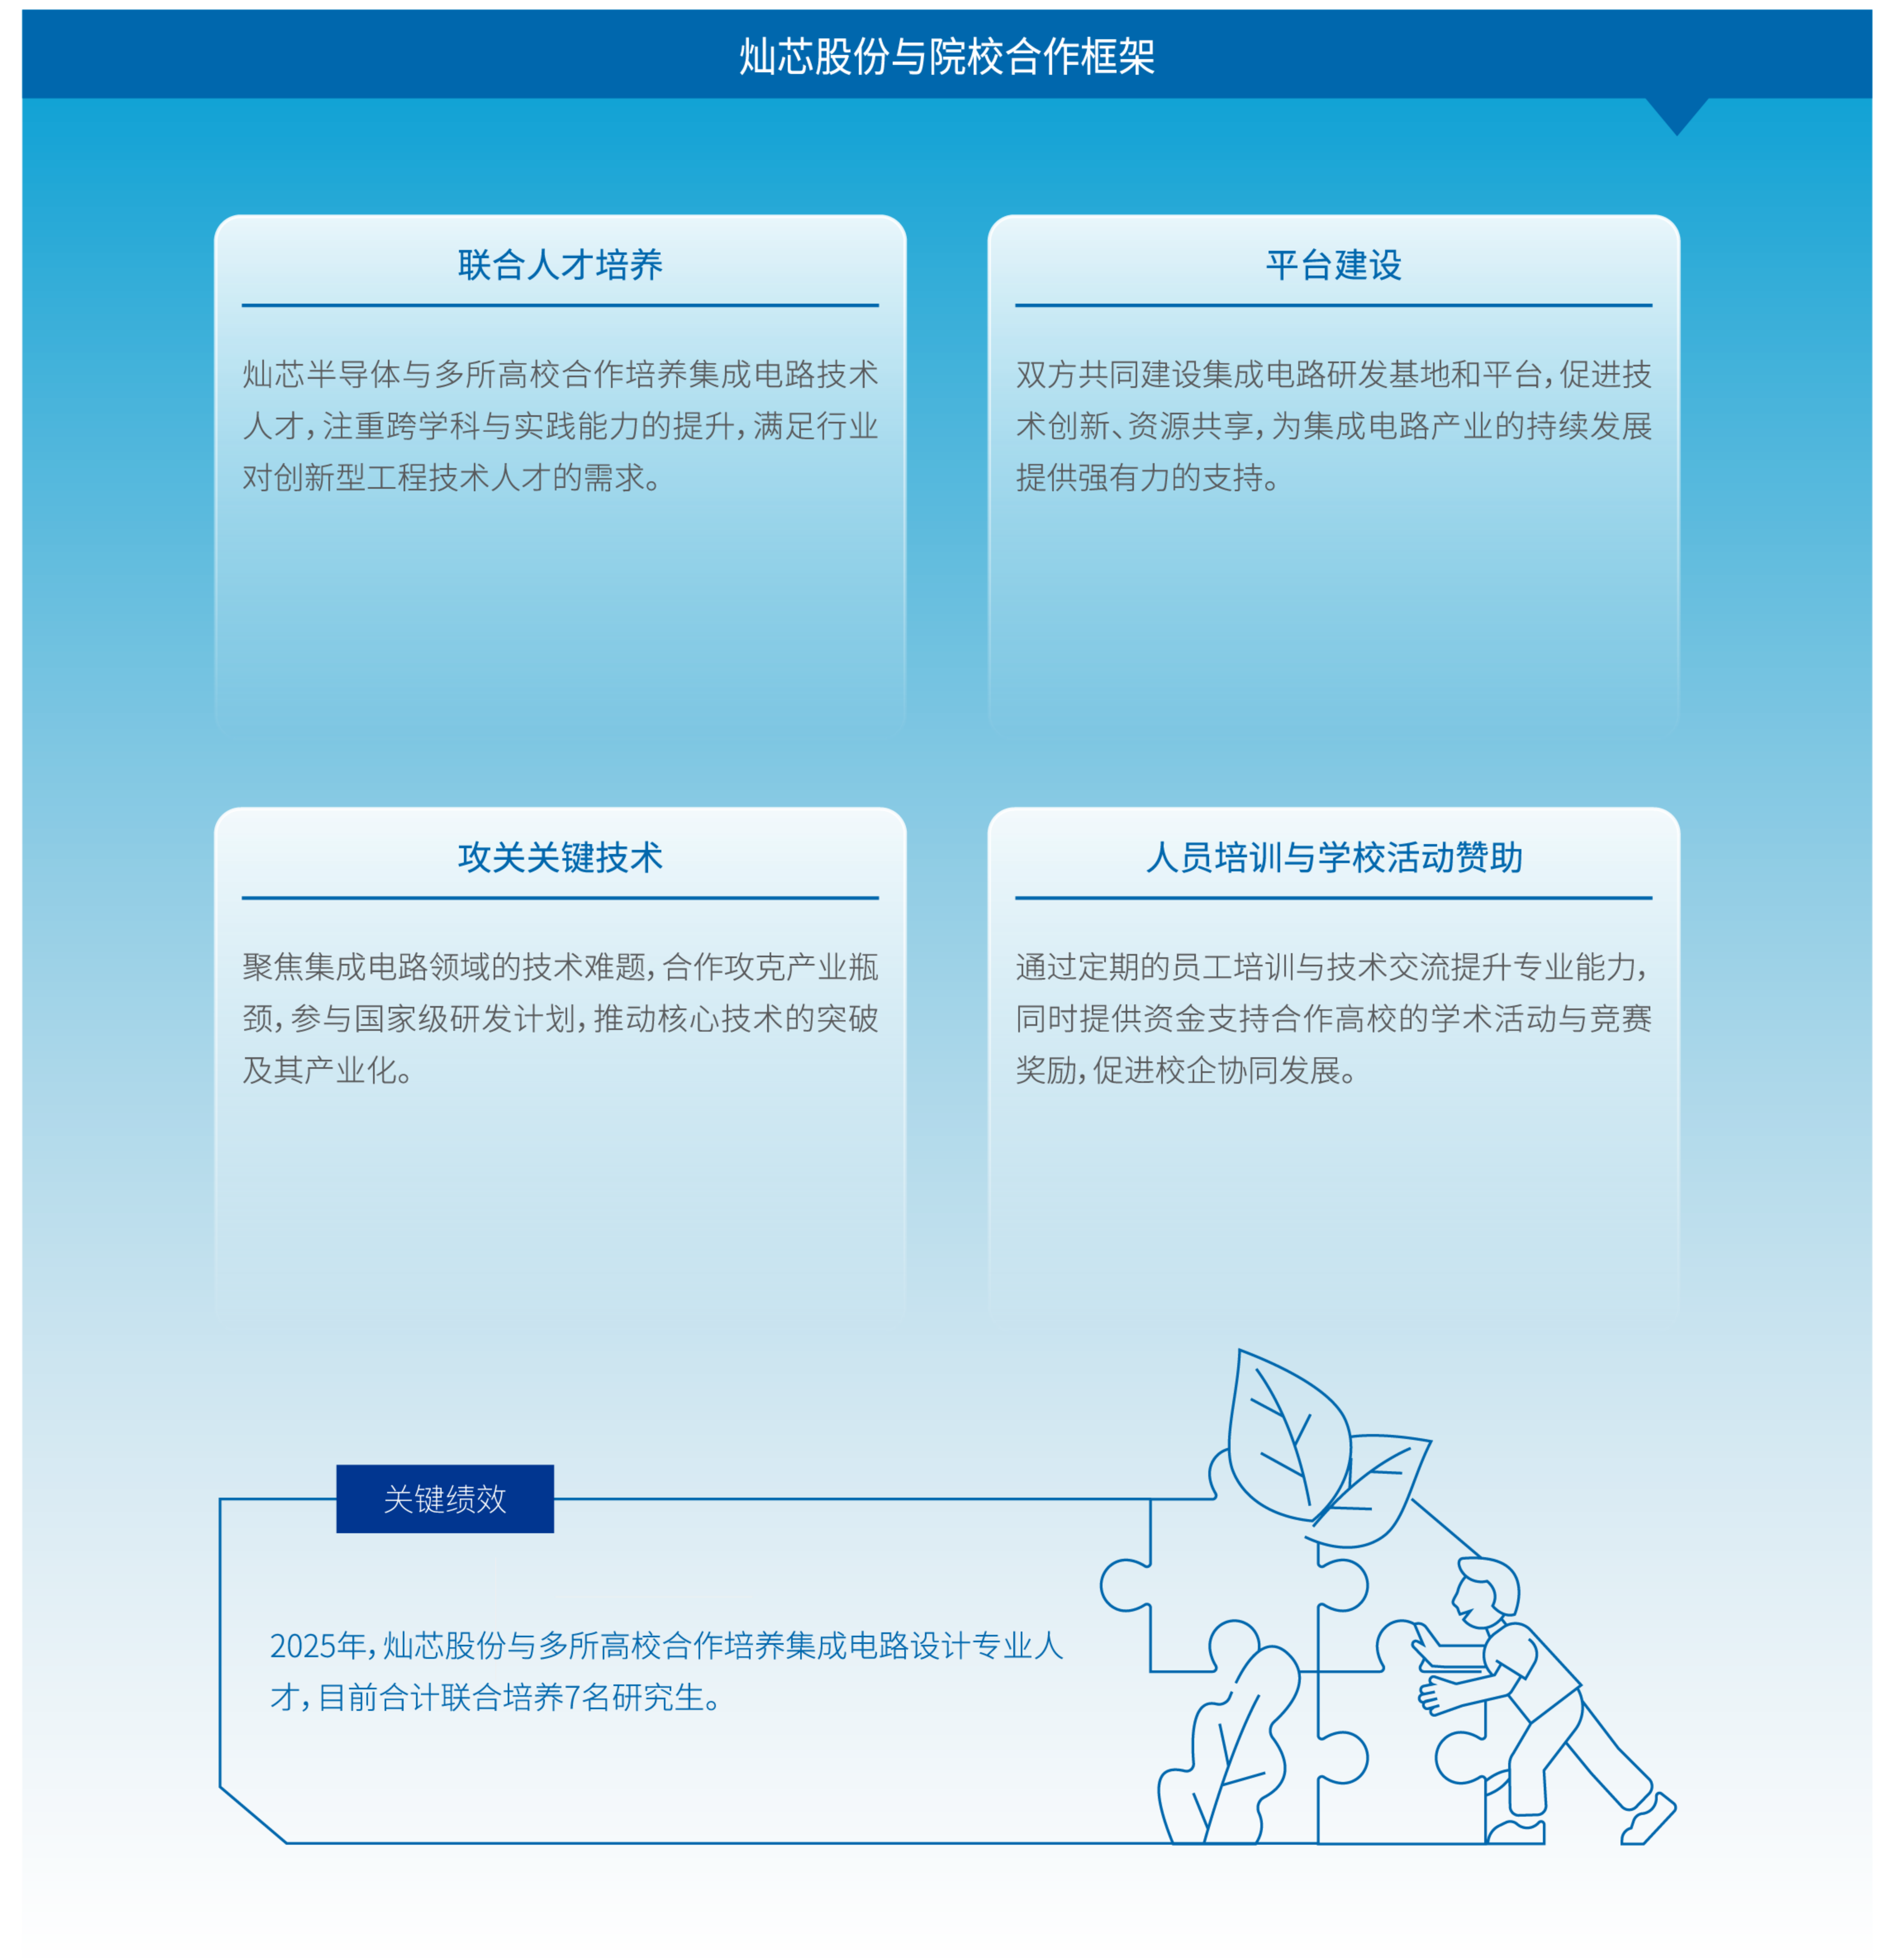 灿芯股份与院校合作框架
联合人才培养
灿芯半导体与多所高校合作培养集成电路技术
人才，注重跨学科与实践能力的提升，满足行业
对创新型工程技术人才的需求。
平台建设
双方共同建设集成电路研发基地和平台，促进技
术创新、资源共享，为集成电路产业的持续发展
提供强有力的支持。
攻关关键技术
聚焦集成电路领域的技术难题，合作攻克产业瓶
颈，参与国家级研发计划，推动核心技术的突破
及其产业化。
人员培训与学校活动赞助
通过定期的员工培训与技术交流提升专业能力，
同时提供资金支持合作高校的学术活动与竞赛
奖励，促进校企协同发展。
关键绩效
2025年，灿芯股份与多所高校合作培养集成电路设计专业人
才，目前合计联合培养7名研究生。